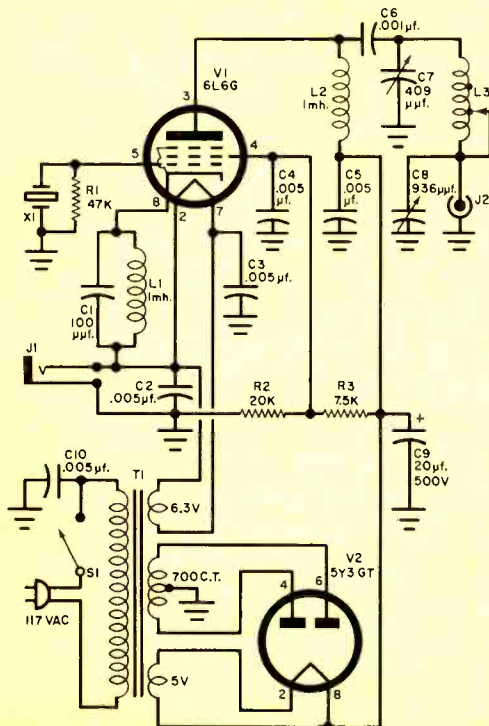 C6
.001µf.
V1
6L6G
3
L2
1mh.
C7
409
µµf.
L3
5
4
C4
.005
µf.
C5
.005
µf.
C8
936µµf.
J2
X1
R1
47K
8
2
7
C1
100
µµf.
L1
1mh.
C3
.005µf.
J1
C2
.005µf.
R2
20K
R3
7.5K
+
C9
20µf.
500V
C10
.005µf.
T1
6.3V
S1
117 VAC
700 C.T.
V2
5Y3 GT
4
6
5V
2
8